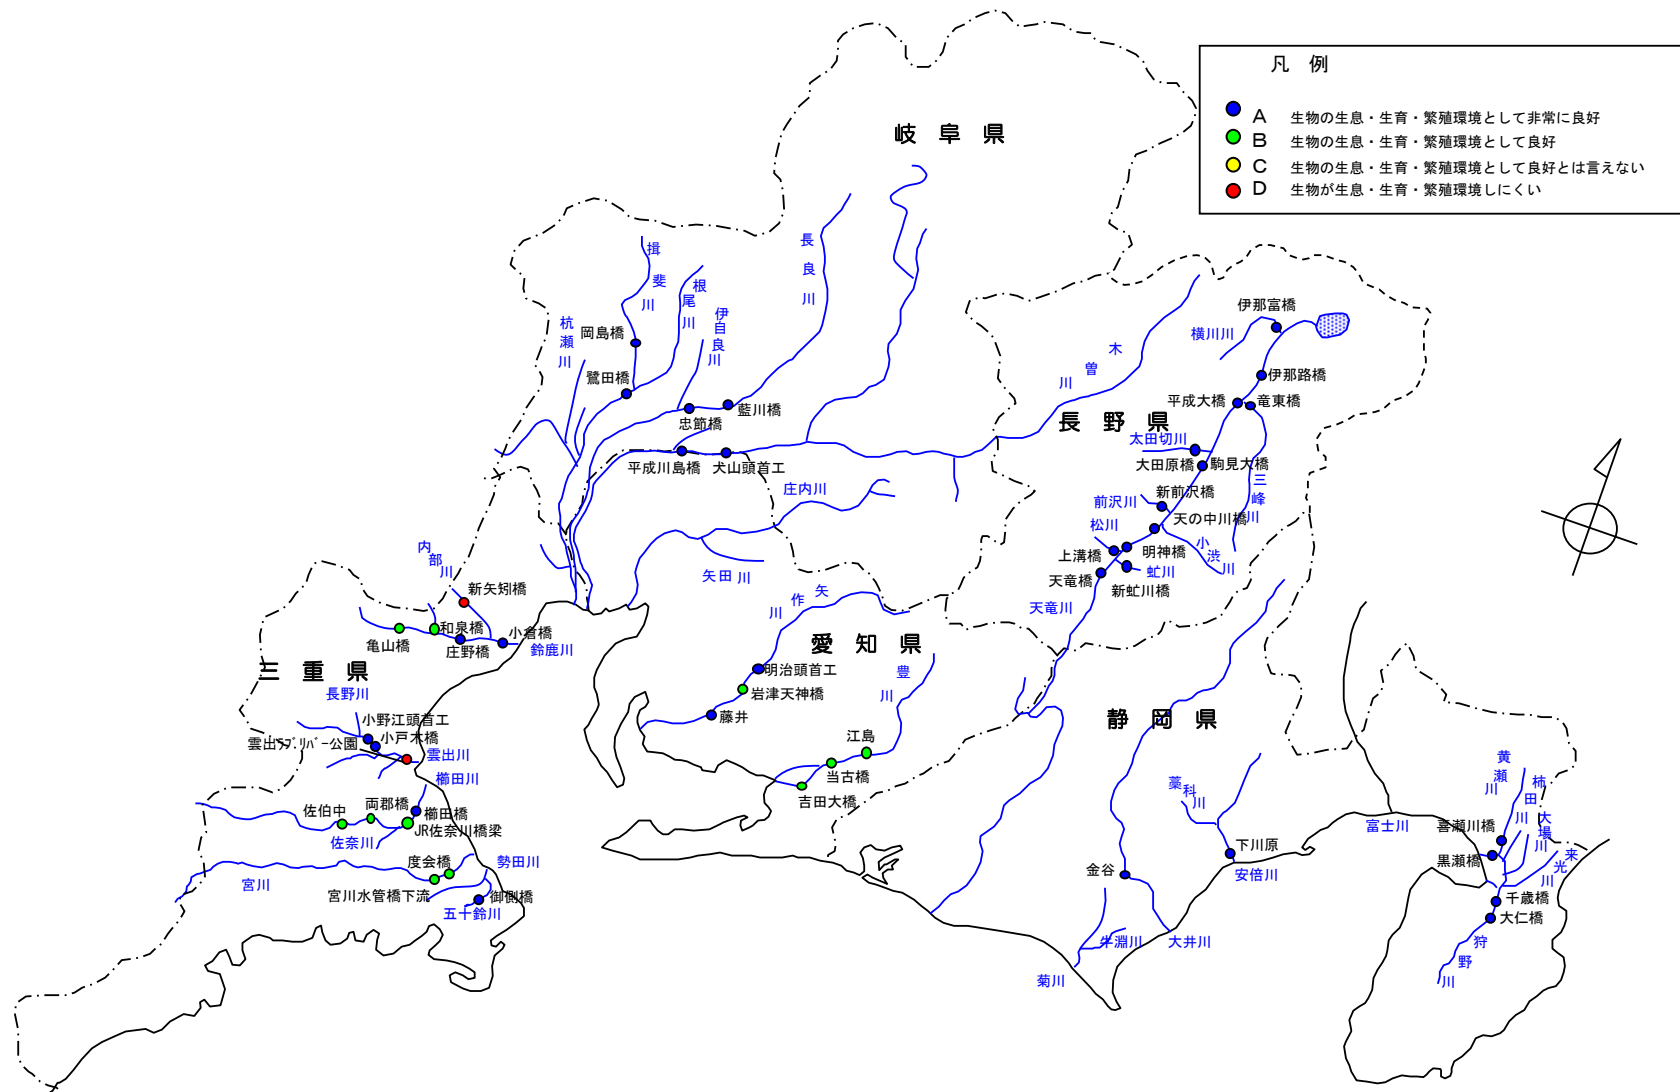 凡 例
A 生物の生息・生育・繁殖環境として非常に良好
B 生物の生息・生育・繁殖環境として良好
C 生物の生息・生育・繁殖環境として良好とは言えない
D 生物が生息・生育・繁殖環境しにくい
岐 阜 県
揖斐川
根尾川
伊自良川
長良川
杭瀬川
岡島橋
鷺田橋
忠節橋
藍川橋
平成川島橋
犬山頭首工
木曽川
長 野 県
伊那富橋
横川川
伊那路橋
平成大橋
竜東橋
太田切川
大田原橋
駒見大橋
三峰川
新前沢橋
前沢川
天の中川橋
松川
小渋川
上溝橋
明神橋
虻川
天竜橋
新虻川橋
天竜川
庄内川
矢田川
矢作川
愛 知 県
明治頭首工
岩津天神橋
藤井
豊川
江島
当古橋
吉田大橋
内部川
新矢矧橋
和泉橋
亀山橋
庄野橋
小倉橋
鈴鹿川
三 重 県
長野川
小野江頭首工
小戸木橋
雲出ﾗﾌﾞ.ﾘﾊﾞｰ公園
雲出川
櫛田川
佐伯中
両郡橋
櫛田橋
JR佐奈川橋梁
佐奈川
度会橋
勢田川
宮川
宮川水管橋下流
御側橋
五十鈴川
静 岡 県
藁科川
下川原
安倍川
金谷
牛淵川
大井川
菊川
富士川
黄瀬川
柿田川
大場川
来光川
喜瀬川橋
黒瀬橋
千歳橋
大仁橋
狩野川